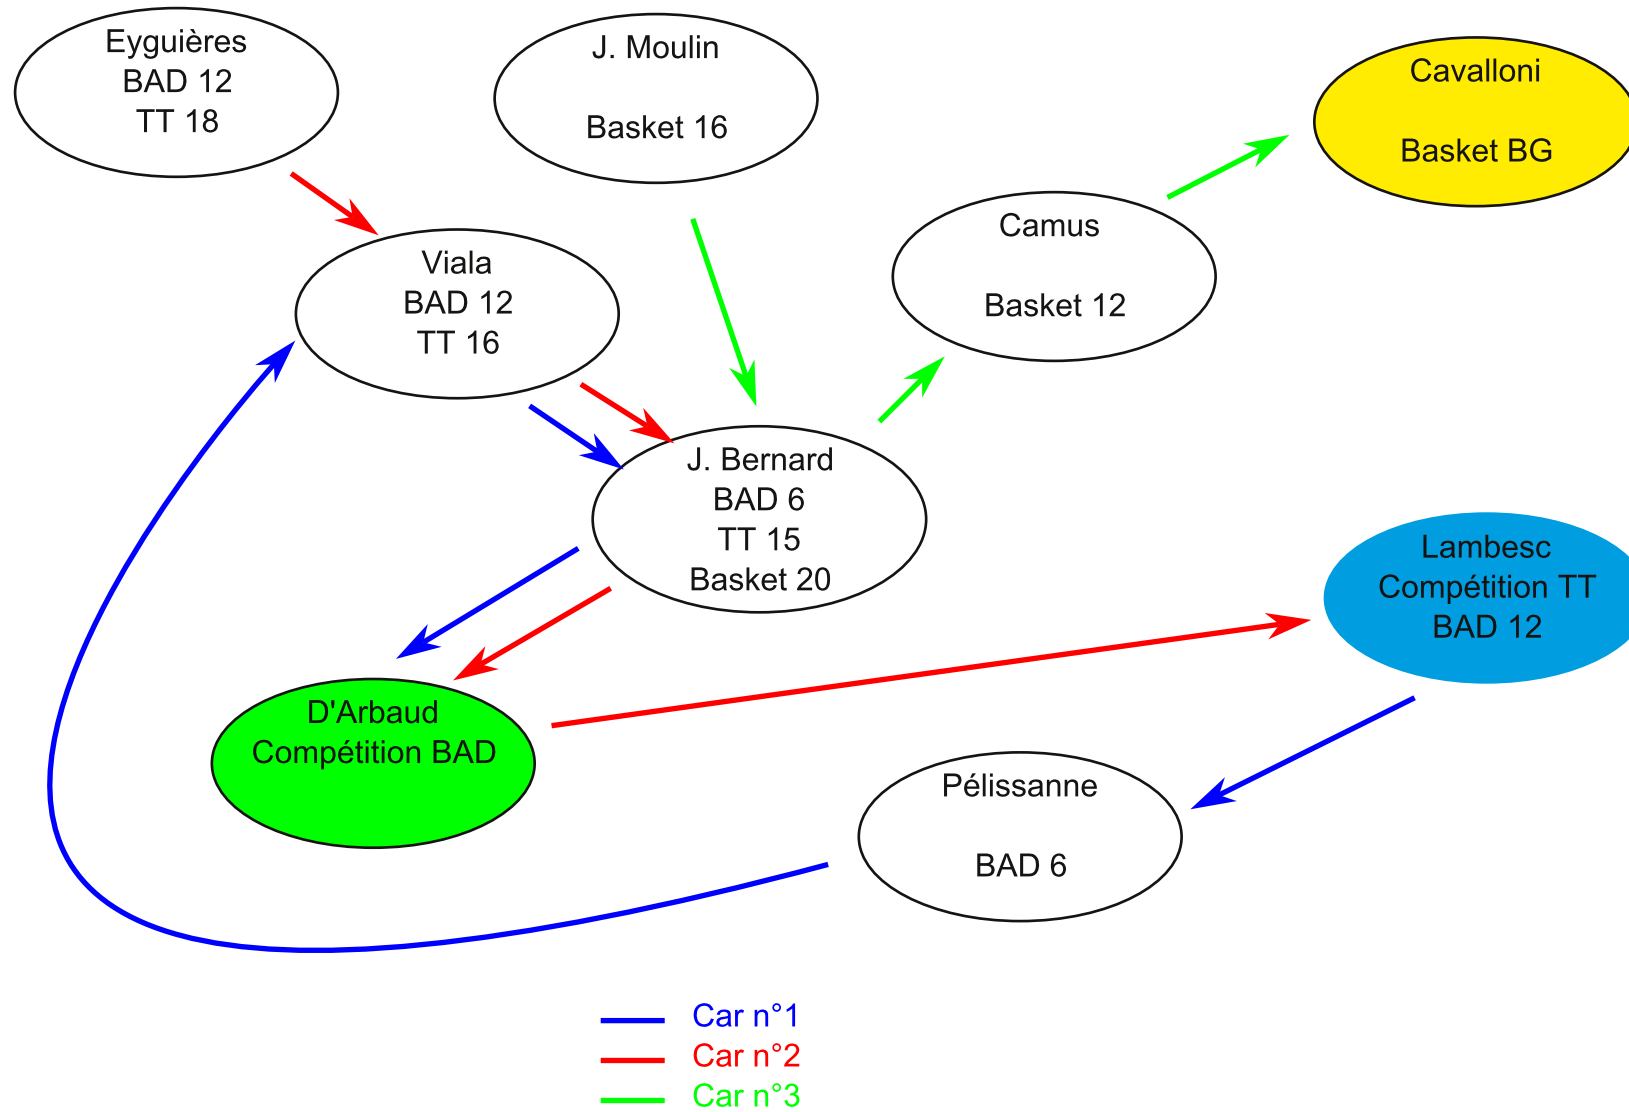 Eyguières
BAD 12
TT 18
J. Moulin
Basket 16
Cavalloni
Basket BG
Camus
Basket 12
Viala
BAD 12
TT 16
J. Bernard
BAD 6
TT 15
Basket 20
Lambesc
Compétition TT
BAD 12
D'Arbaud
Compétition BAD
Pélissanne
BAD 6
Car n°1
Car n°2
Car n°3